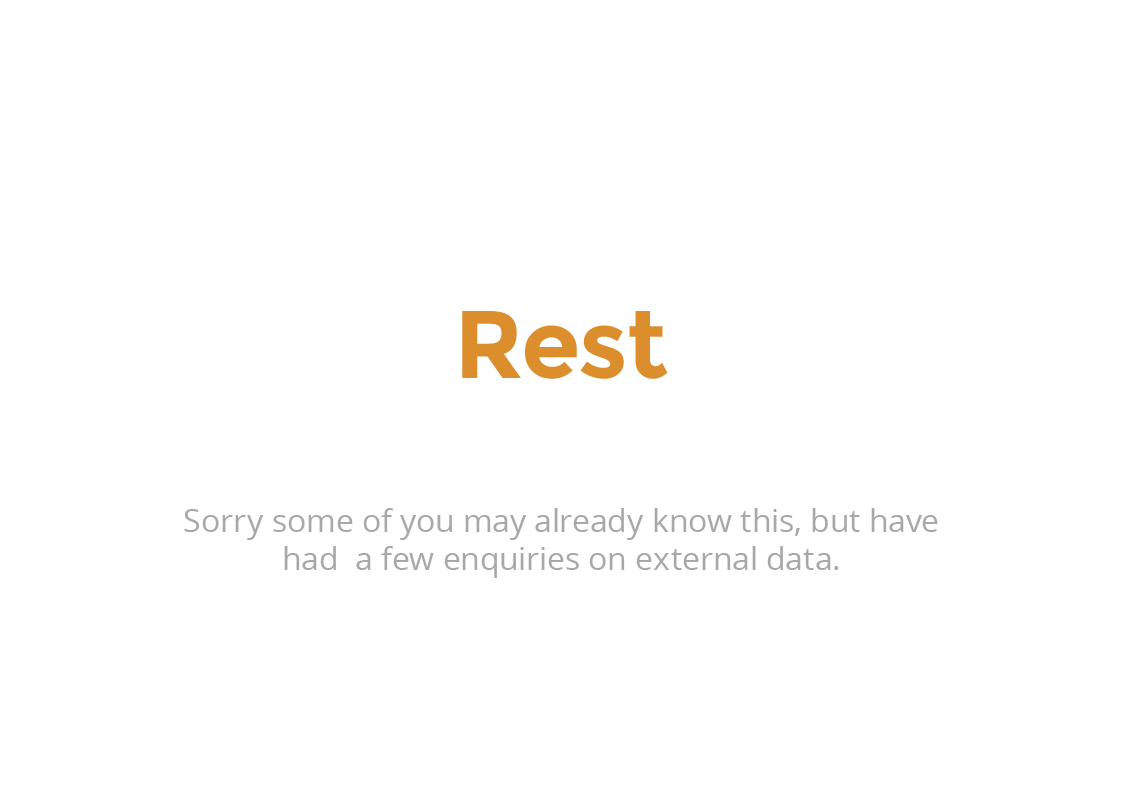 Rest
Sorry some of you may already know this, but have
had  a few enquiries on external data.